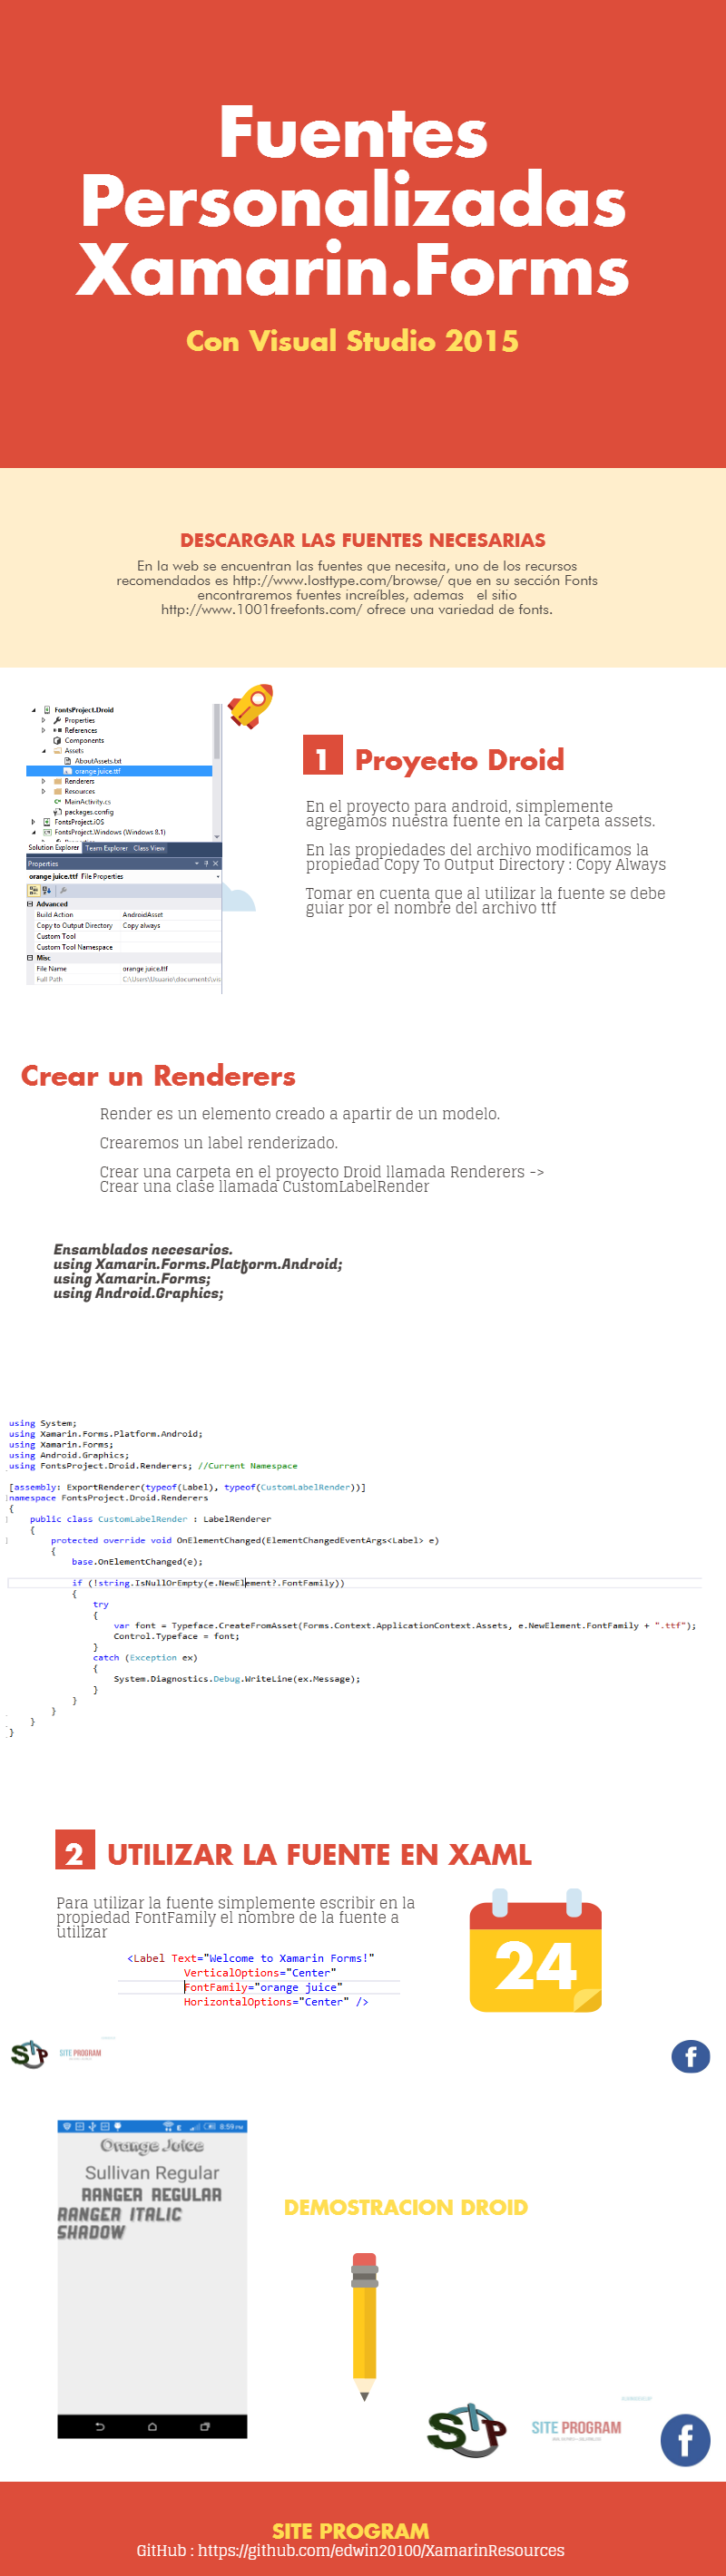 Fuentes
Personalizadas
Xamarin.Forms
Con Visual Studio 2015
DESCARGAR LAS FUENTES NECESARIAS
En la web se encuentran las fuentes que necesita, uno de los recursos
recomendados es http://www.losttype.com/browse/ que en su sección Fonts
encontraremos fuentes increíbles, ademas el sitio
http://www.1001freefonts.com/ ofrece una variedad de fonts.
FontsProject.Droid
Properties
References
Components
Assets
AboutAssets.txt
orange juice.ttf
Renderers
Resources
MainActivity.cs
packages.config
FontsProject.iOS
FontsProject.Windows (Windows 8.1)
Solution Explorer Team Explorer Class View
Properties
orange juice.ttf File Properties
Advanced
Build Action AndroidAsset
Copy to Output Directory Copy always
Custom Tool
Custom Tool Namespace
Misc
File Name orange juice.ttf
Full Path C:\Users\Usuario\documents\vis
1 Proyecto Droid
En el proyecto para android, simplemente
agregamos nuestra fuente en la carpeta assets.
En las propiedades del archivo modificamos la
propiedad Copy To Output Directory : Copy Always
Tomar en cuenta que al utilizar la fuente se debe
guiar por el nombre del archivo ttf
Crear un Renderers
Render es un elemento creado a apartir de un modelo.
Crearemos un label renderizado.
Crear una carpeta en el proyecto Droid llamada Renderers ->
Crear una clase llamada CustomLabelRender
Ensamblados necesarios.
using Xamarin.Forms.Platform.Android;
using Xamarin.Forms;
using Android.Graphics;
using System;
using Xamarin.Forms.Platform.Android;
using Xamarin.Forms;
using Android.Graphics;
using FontsProject.Droid.Renderers; //Current Namespace
[assembly: ExportRenderer(typeof(Label), typeof(CustomLabelRender))]
namespace FontsProject.Droid.Renderers
{
public class CustomLabelRender : LabelRenderer
{
protected override void OnElementChanged(ElementChangedEventArgs<Label> e)
{
base.OnElementChanged(e);
if (!string.IsNullOrEmpty(e.NewElement?.FontFamily))
{
try
{
var font = Typeface.CreateFromAsset(Forms.Context.ApplicationContext.Assets, e.NewElement.FontFamily + ".ttf");
Control.Typeface = font;
}
catch (Exception ex)
{
System.Diagnostics.Debug.WriteLine(ex.Message);
}
}
}
}
}
2 UTILIZAR LA FUENTE EN XAML
Para utilizar la fuente simplemente escribir en la
propiedad FontFamily el nombre de la fuente a
utilizar
<Label Text="Welcome to Xamarin Forms!"
VerticalOptions="Center"
FontFamily="orange juice"
HorizontalOptions="Center" />
24
SIP
SITE PROGRAM
f
8:59 PM
Orange Juice
Sullivan Regular
RANGER REGULAR
RANGER ITALIC
SHADOW
DEMOSTRACION DROID
SIP
SITE PROGRAM
f
SITE PROGRAM
GitHub : https://github.com/edwin20100/XamarinResources